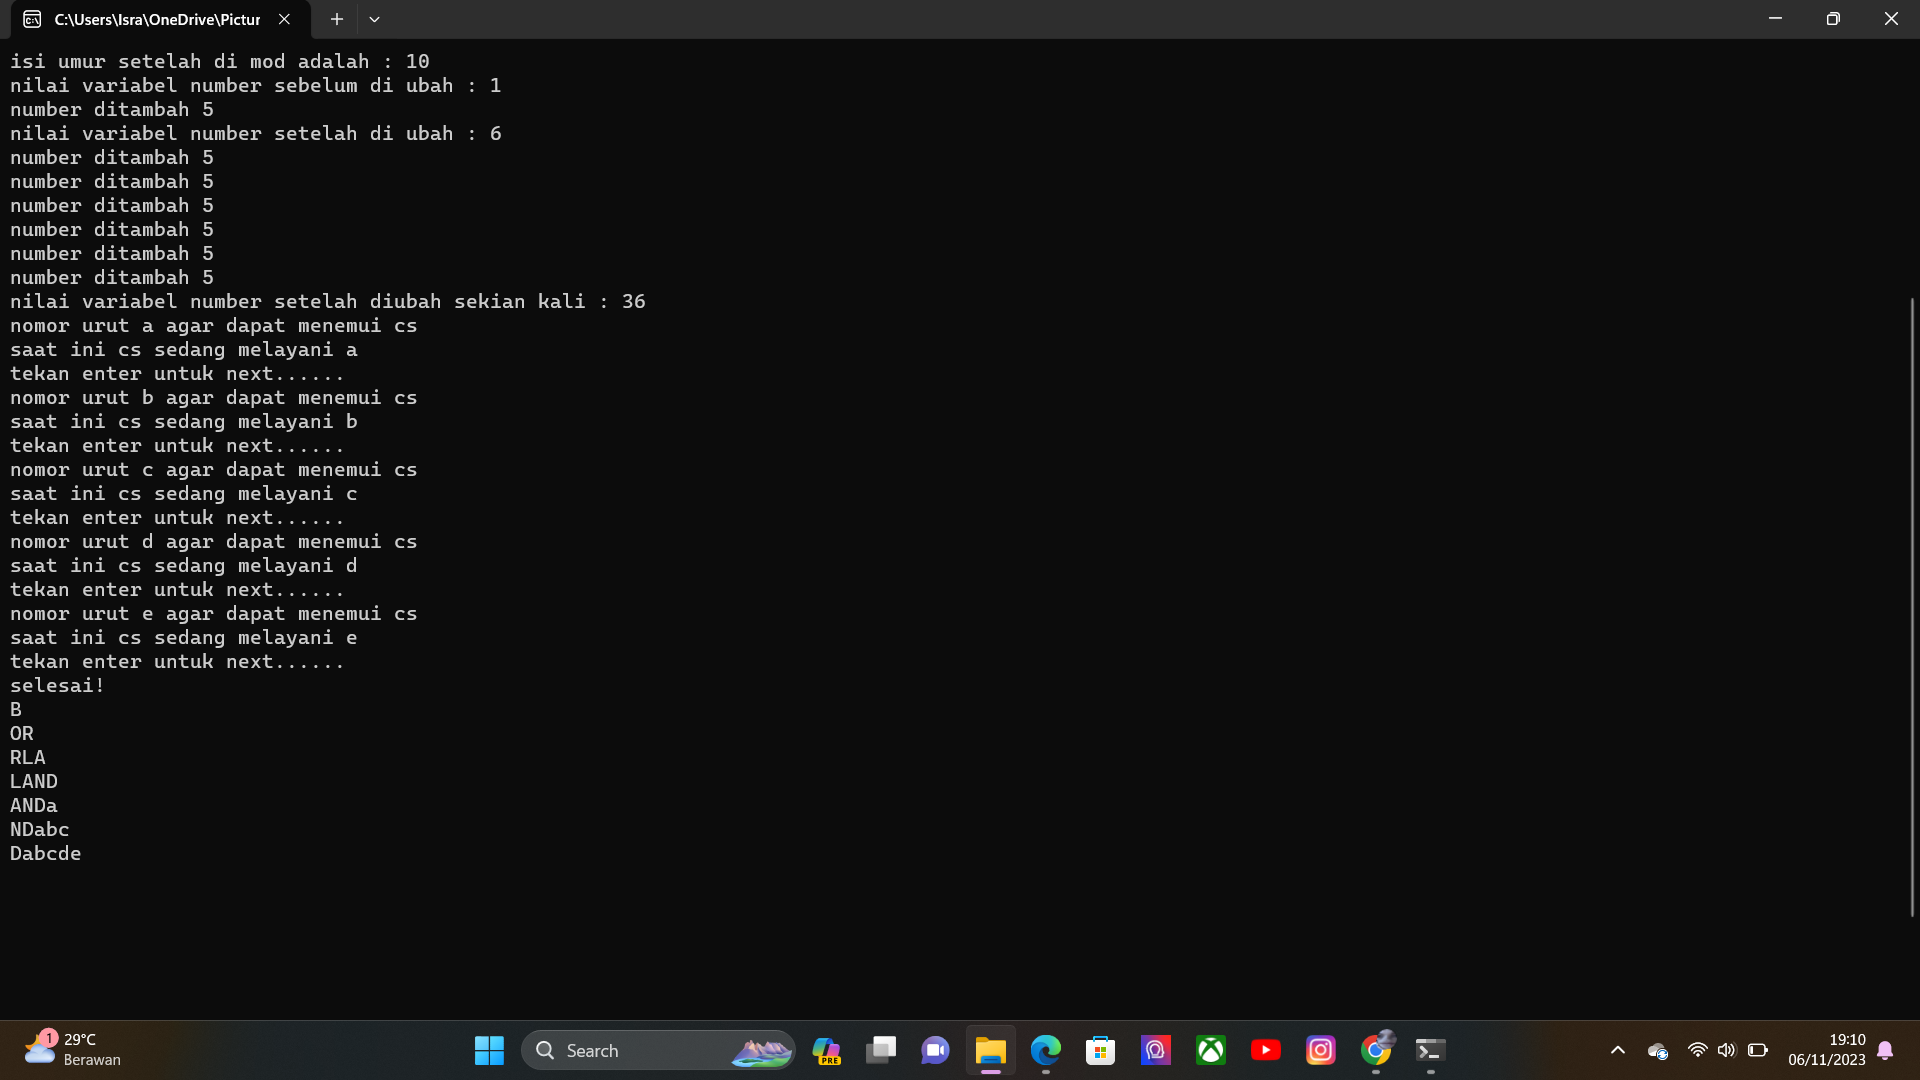 C:\Users\Isra\OneDrive\Pictur
isi umur setelah di mod adalah : 10
nilai variabel number sebelum di ubah : 1
number ditambah 5
nilai variabel number setelah di ubah : 6
number ditambah 5
number ditambah 5
number ditambah 5
number ditambah 5
number ditambah 5
number ditambah 5
nilai variabel number setelah diubah sekian kali : 36
nomor urut a agar dapat menemui cs
saat ini cs sedang melayani a
tekan enter untuk next......
nomor urut b agar dapat menemui cs
saat ini cs sedang melayani b
tekan enter untuk next......
nomor urut c agar dapat menemui cs
saat ini cs sedang melayani c
tekan enter untuk next......
nomor urut d agar dapat menemui cs
saat ini cs sedang melayani d
tekan enter untuk next......
nomor urut e agar dapat menemui cs
saat ini cs sedang melayani e
tekan enter untuk next......
selesai!
B
OR
RLA
LAND
ANDa
NDabc
Dabcde
1
29°C
Berawan
Search
PRE
19:10
06/11/2023